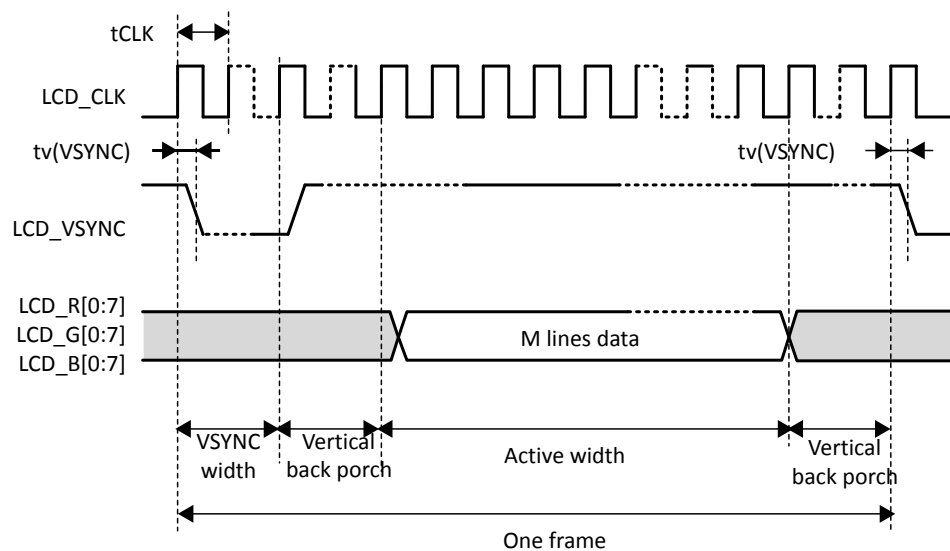 tCLK
LCD_CLK
tv(VSYNC)
tv(VSYNC)
LCD_VSYNC
LCD_R[0:7]
LCD_G[0:7]
LCD_B[0:7]
M lines data
VSYNC
width
Vertical
back porch
Active width
Vertical
back porch
One frame